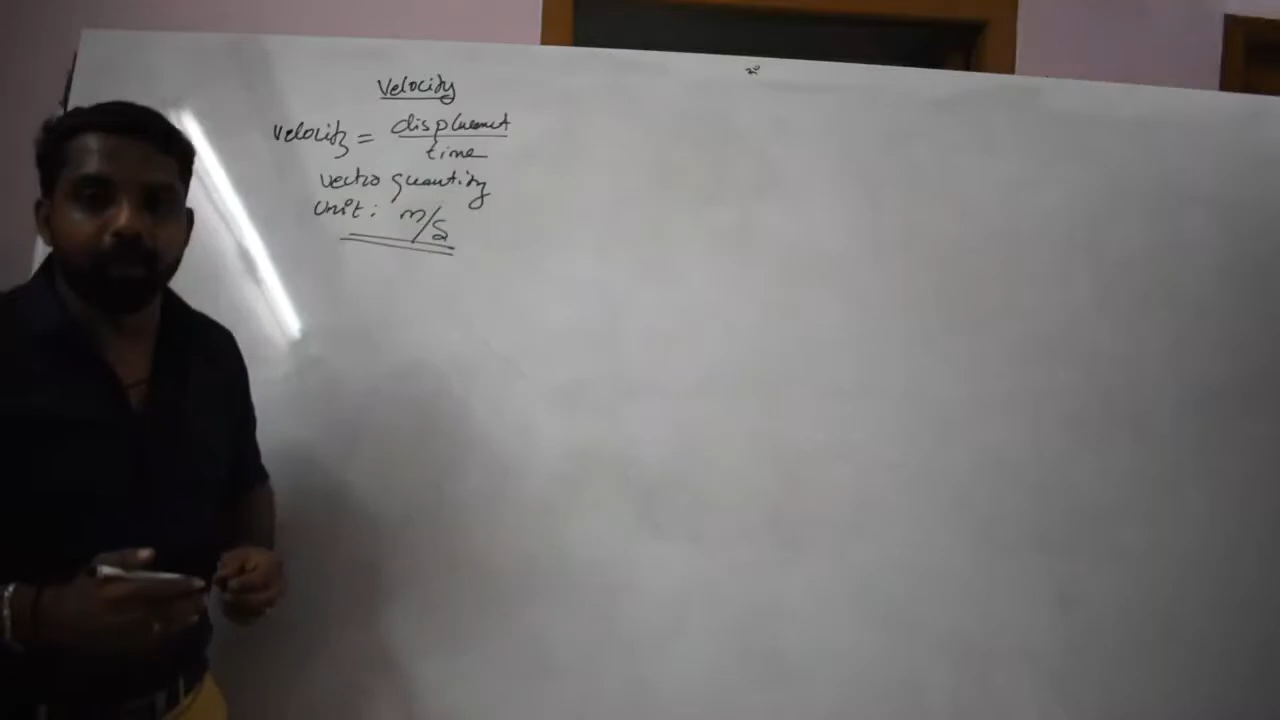 Velocity
velocity = displacement / time
vector quantity
unit: m/s